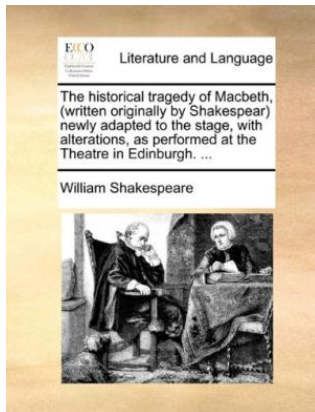 ECCO
Literature and Language
The historical tragedy of Macbeth,
(written originally by Shakespear)
newly adapted to the stage, with
alterations, as performed at the
Theatre in Edinburgh. ...
William Shakespeare